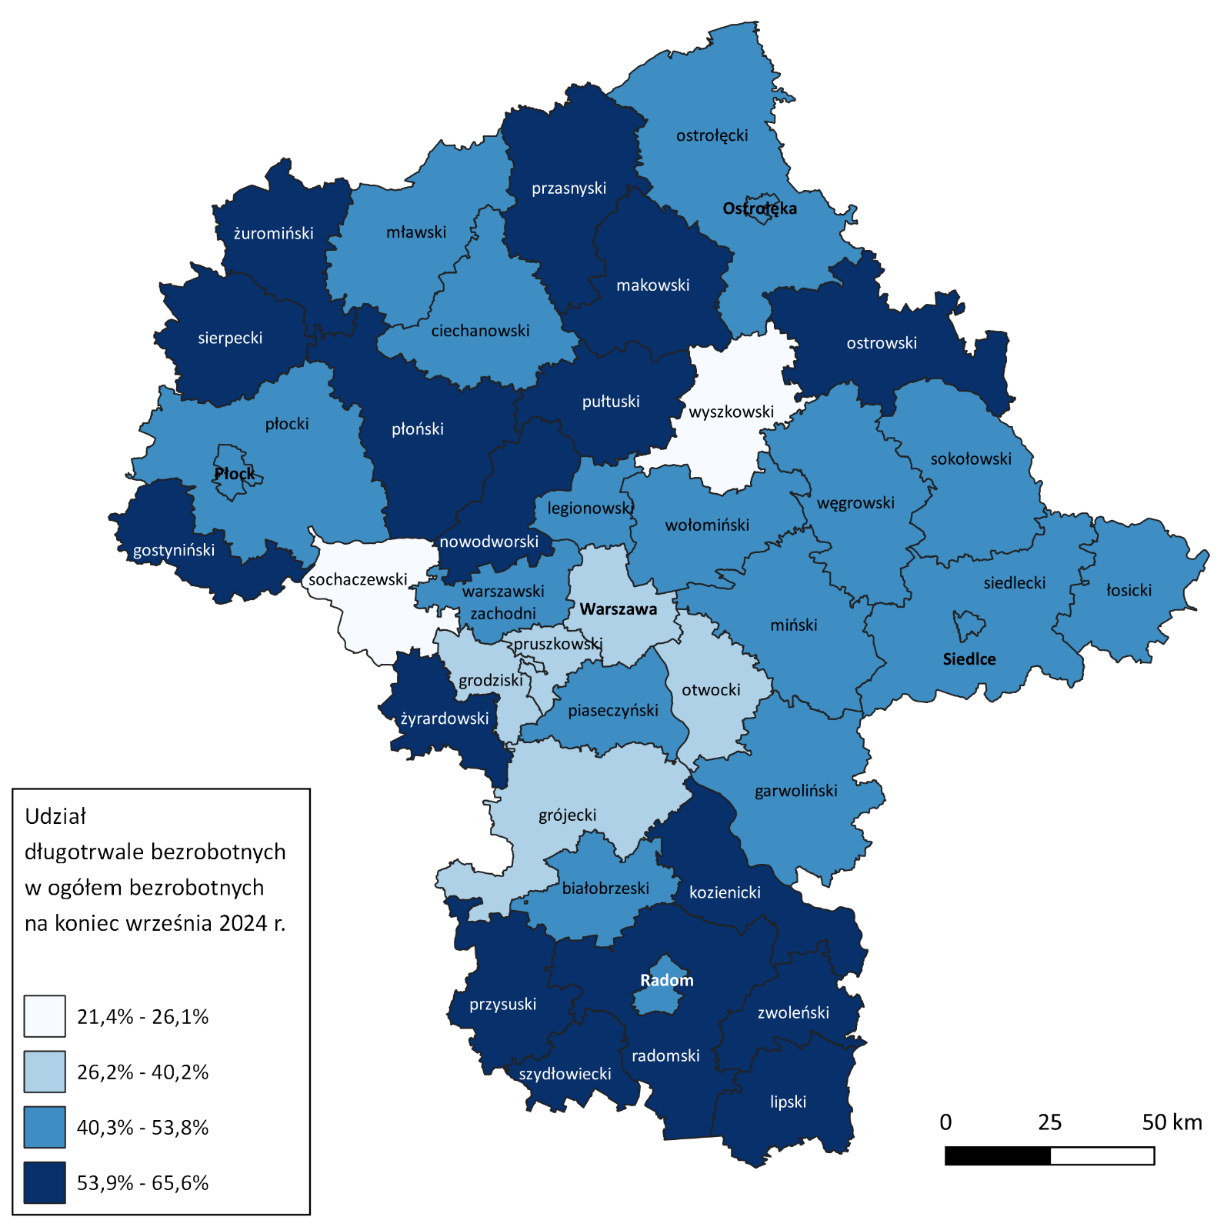 ostrołęcki
przasnyski
Ostrołęka
żuromiński
mławski
makowski
ciechanowski
sierpecki
ostrowski
pułtuski
wyszkowski
płocki
płoński
sokołowski
Płock
węgrowski
legionowski
wołomiński
nowodworski
gostyniński
sochaczewski
siedlecki
łosicki
warszawski
zachodni
Warszawa
miński
pruszkowski
Siedlce
grodziski
otwocki
żyrardowski
piaseczyński
garwoliński
grójecki
białobrzeski
kozienicki
Radom
przysuski
zwoleński
radomski
szydłowiecki
lipski
Udział
długotrwale bezrobotnych
w ogółem bezrobotnych
na koniec września 2024 r.
21,4% - 26,1%
26,2% - 40,2%
40,3% - 53,8%
53,9% - 65,6%
0 25 50 km